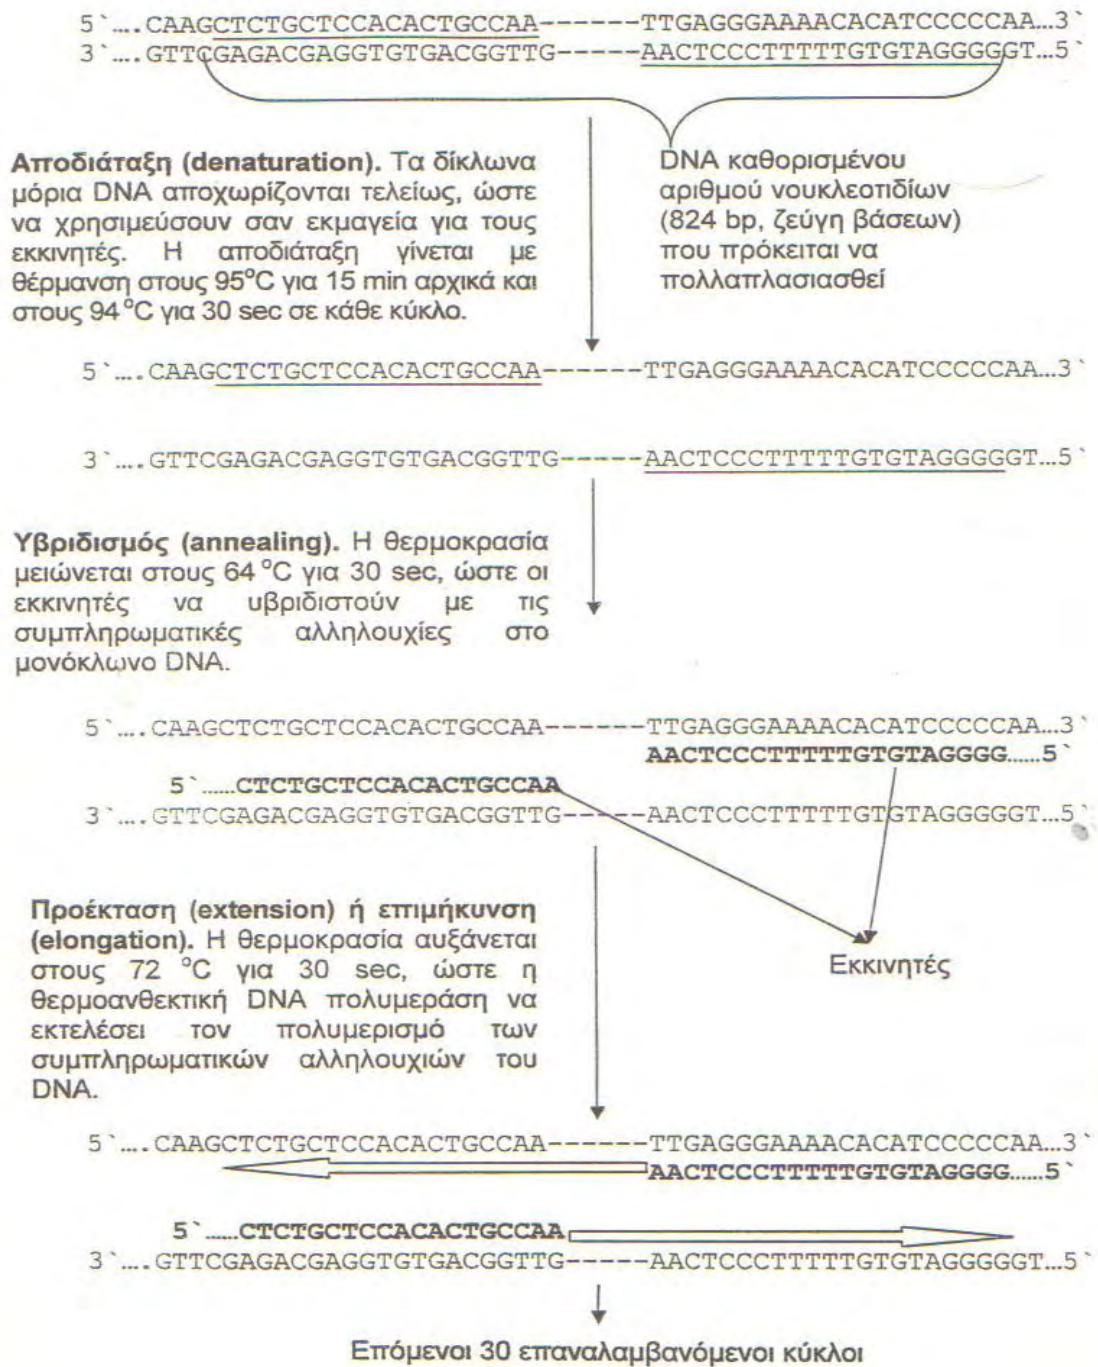 5`....CAAGCTCTGCTCCACACTGCCAA------TTGAGGGAAAACACATCCCCCAA...3`
3`....GTTCGAGACGAGGTGTGACGGTTG-----AACTCCCTTTTTGTGTAGGGGGT...5`
Αποδιάταξη (denaturation). Τα δίκλωνα
μόρια DNA αποχωρίζονται τελείως, ώστε
να χρησιμεύσουν σαν εκμαγεία για τους
εκκινητές. Η αποδιάταξη γίνεται με
θέρμανση στους 95°C για 15 min αρχικά και
στους 94 °C για 30 sec σε κάθε κύκλο.
DNA καθορισμένου
αριθμού νουκλεοτιδίων
(824 bp, ζεύγη βάσεων)
που πρόκειται να
πολλαπλασιασθεί
5`....CAAGCTCTGCTCCACACTGCCAA------TTGAGGGAAAACACATCCCCCAA...3`
3`....GTTCGAGACGAGGTGTGACGGTTG-----AACTCCCTTTTTGTGTAGGGGGT...5`
Υβριδισμός (annealing). Η θερμοκρασία
μειώνεται στους 64 °C για 30 sec, ώστε οι
εκκινητές να υβριδιστούν με τις
συμπληρωματικές αλληλουχίες στο
μονόκλωνο DNA.
5`....CAAGCTCTGCTCCACACTGCCAA------TTGAGGGAAAACACATCCCCCAA...3`
AACTCCCTTTTTGTGTAGGGG......5`
5`......CTCTGCTCCACACTGCCAA
3`....GTTCGAGACGAGGTGTGACGGTTG-----AACTCCCTTTTTGTGTAGGGGGT...5`
Προέκταση (extension) ή επιμήκυνση
(elongation). Η θερμοκρασία αυξάνεται
στους 72 °C για 30 sec, ώστε η
θερμοανθεκτική DNA πολυμεράση να
εκτελέσει τον πολυμερισμό των
συμπληρωματικών αλληλουχιών του
DNA.
Εκκινητές
5`....CAAGCTCTGCTCCACACTGCCAA------TTGAGGGAAAACACATCCCCCAA...3`
AACTCCCTTTTTGTGTAGGGG......5`
5`......CTCTGCTCCACACTGCCAA
3`....GTTCGAGACGAGGTGTGACGGTTG-----AACTCCCTTTTTGTGTAGGGGGT...5`
Επόμενοι 30 επαναλαμβανόμενοι κύκλοι